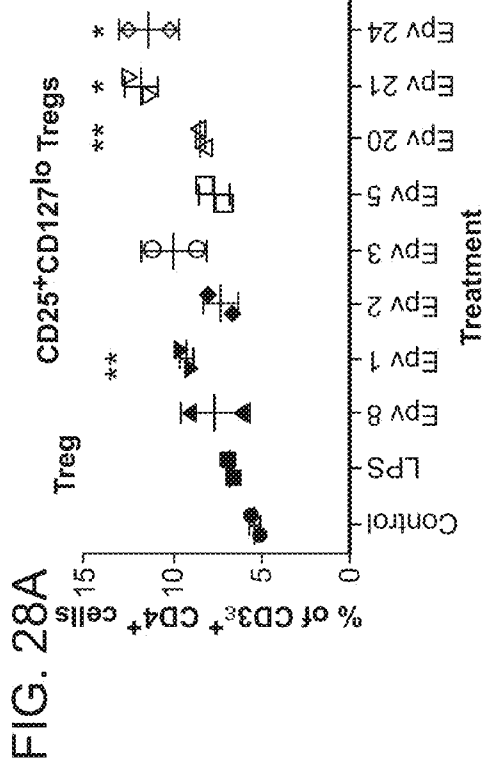 FIG. 28A
Treg
CD25+CD127lo Tregs
% of CD3ε+ CD4+ cells
15
10
5
0
** ** * *
Control
LPS
Epv 8
Epv 1
Epv 2
Epv 3
Epv 5
Epv 20
Epv 21
Epv 24
Treatment